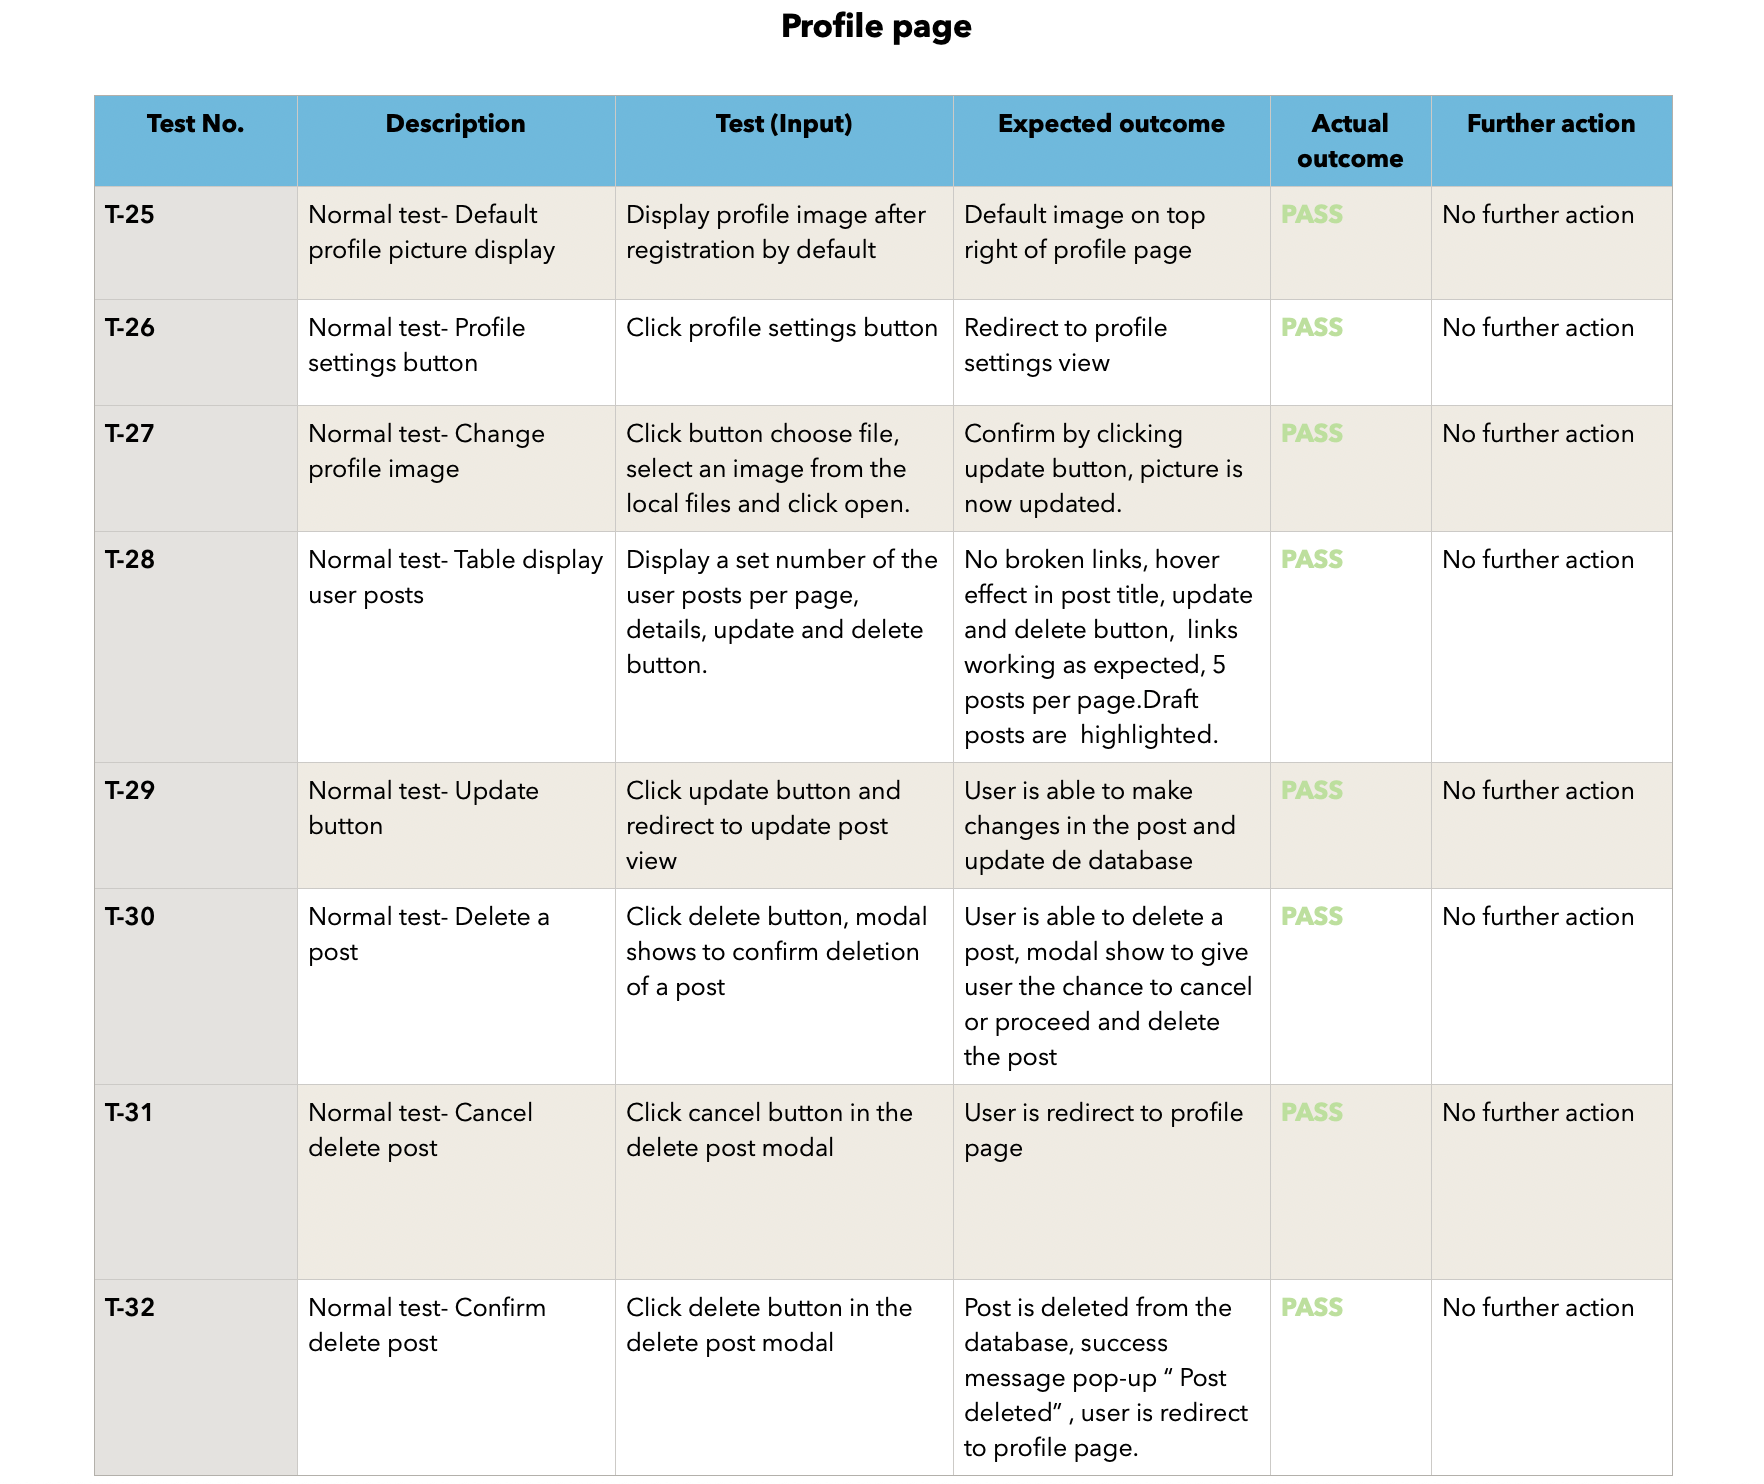 Profile page
Test No. Description Test (Input) Expected outcome Actual outcome Further action
T-25 Normal test- Default profile picture display Display profile image after registration by default Default image on top right of profile page PASS No further action
T-26 Normal test- Profile settings button Click profile settings button Redirect to profile settings view PASS No further action
T-27 Normal test- Change profile image Click button choose file, select an image from the local files and click open. Confirm by clicking update button, picture is now updated. PASS No further action
T-28 Normal test- Table display user posts Display a set number of the user posts per page, details, update and delete button. No broken links, hover effect in post title, update and delete button,  links working as expected, 5 posts per page.Draft posts are  highlighted. PASS No further action
T-29 Normal test- Update button Click update button and redirect to update post view User is able to make changes in the post and update de database PASS No further action
T-30 Normal test- Delete a post Click delete button, modal shows to confirm deletion of a post User is able to delete a post, modal show to give user the chance to cancel or proceed and delete the post PASS No further action
T-31 Normal test- Cancel delete post Click cancel button in the delete post modal User is redirect to profile page PASS No further action
T-32 Normal test- Confirm delete post Click delete button in the delete post modal Post is deleted from the database, success message pop-up “ Post deleted” , user is redirect to profile page. PASS No further action